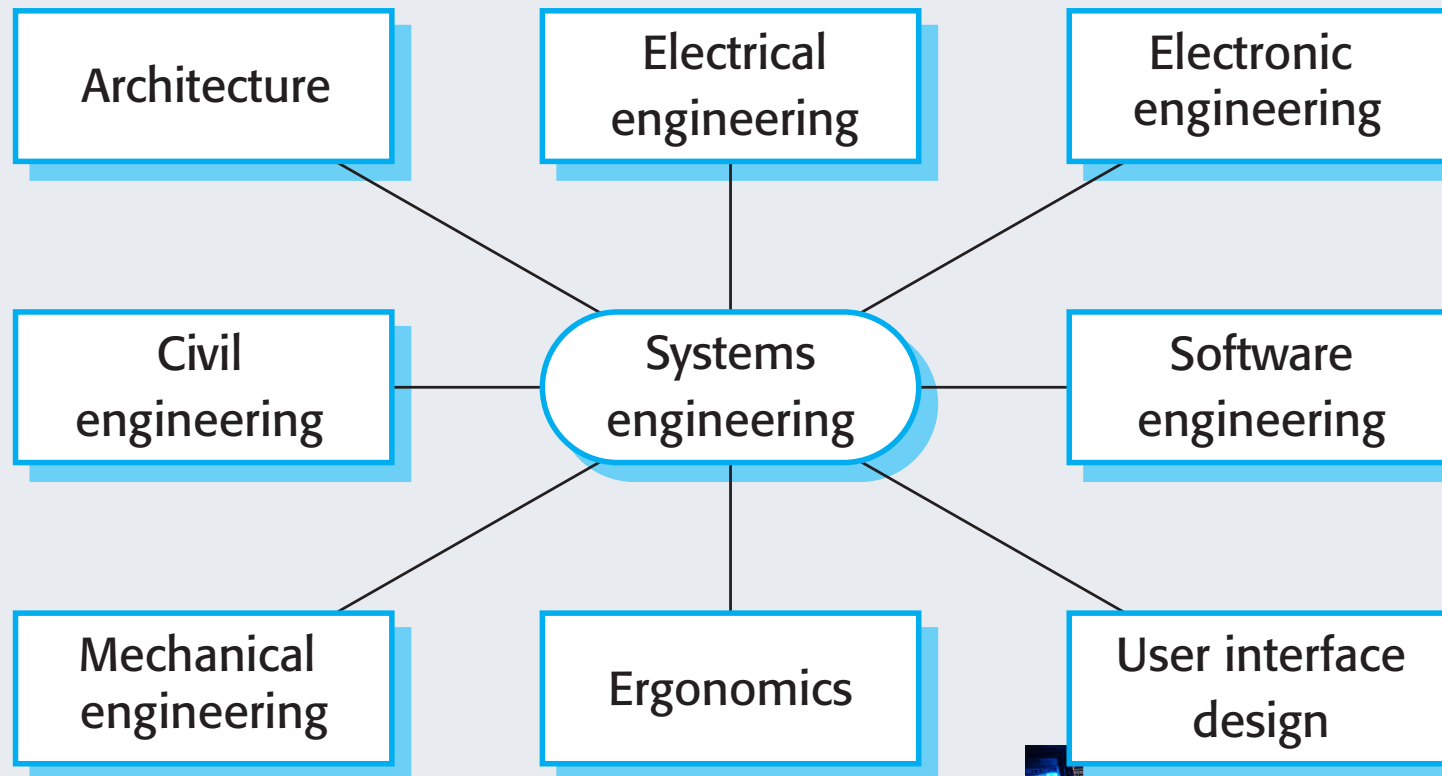 Architecture
Electrical
engineering
Electronic
engineering
Civil
engineering
Systems
engineering
Software
engineering
Mechanical
engineering
Ergonomics
User interface
design